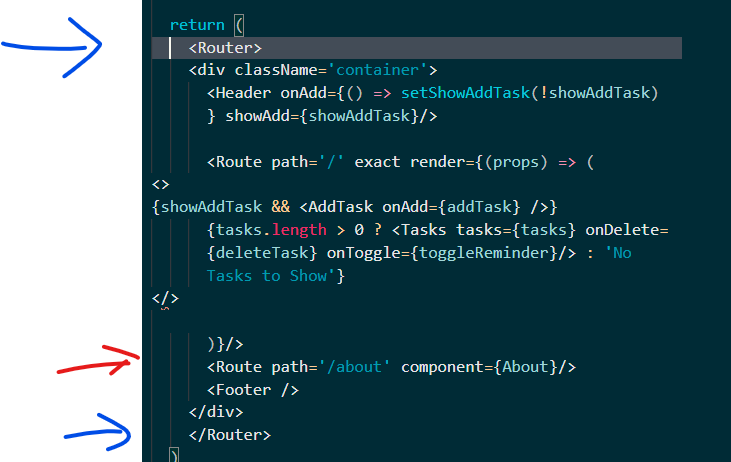 return (
<Router>
<div className='container'>
<Header onAdd={() => setShowAddTask(!showAddTask)
} showAdd={showAddTask}/>
<Route path='/' exact render={(props) => (
<>
{showAddTask && <AddTask onAdd={addTask} />}
{tasks.length > 0 ? <Tasks tasks={tasks} onDelete=
{deleteTask} onToggle={toggleReminder}/> : 'No
Tasks to Show'}
</>
)}/>
<Route path='/about' component={About}/>
<Footer />
</div>
</Router>
)